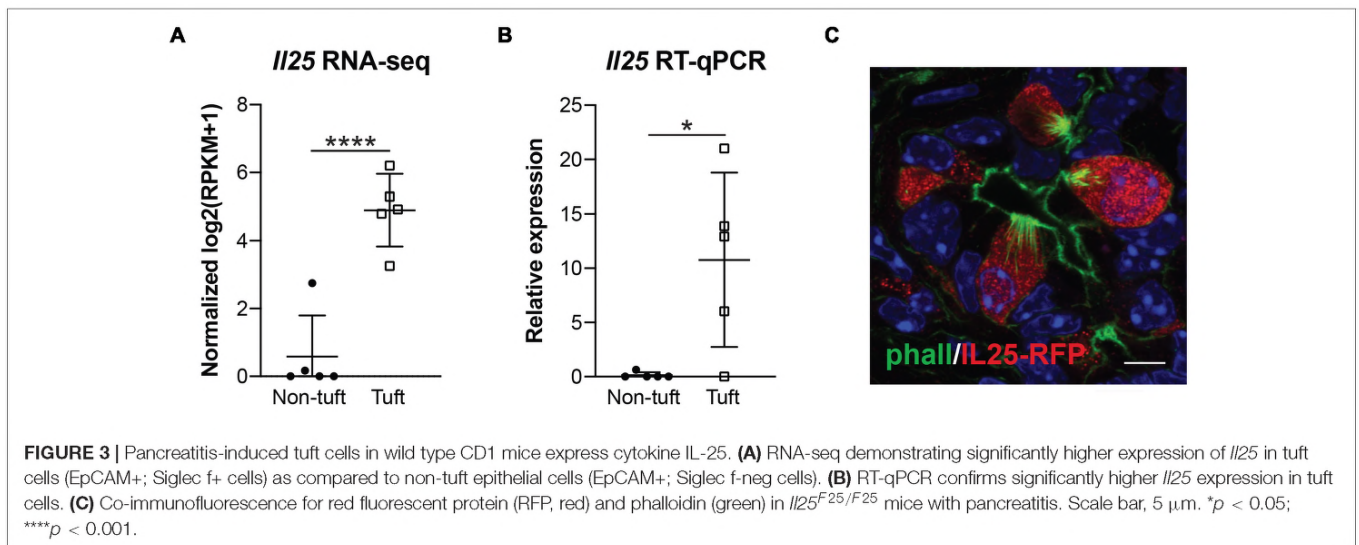 A
Il25 RNA-seq
Normalized log2(RPKM+1)
8
6
4
2
0
****
Non-tuft Tuft
B
Il25 RT-qPCR
Relative expression
25
20
15
10
5
0
*
Non-tuft Tuft
C
phall/IL25-RFP
FIGURE 3 | Pancreatitis-induced tuft cells in wild type CD1 mice express cytokine IL-25. (A) RNA-seq demonstrating significantly higher expression of Il25 in tuft
cells (EpCAM+; Siglec f+ cells) as compared to non-tuft epithelial cells (EpCAM+; Siglec f-neg cells). (B) RT-qPCR confirms significantly higher Il25 expression in tuft
cells. (C) Co-immunofluorescence for red fluorescent protein (RFP, red) and phalloidin (green) in Il25F25/F25 mice with pancreatitis. Scale bar, 5 μm. *p < 0.05;
****p < 0.001.